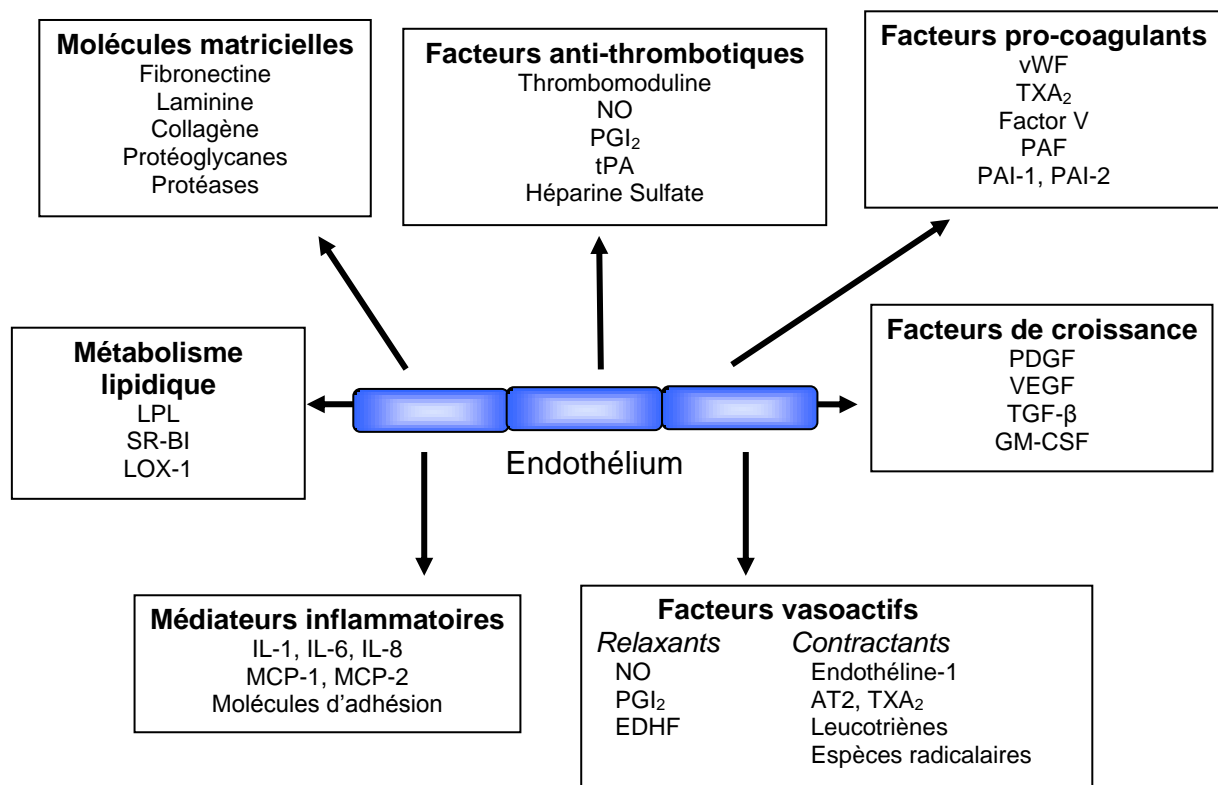 Molécules matricielles
Fibronectine
Laminine
Collagène
Protéoglycanes
Protéases
Facteurs anti-thrombotiques
Thrombomoduline
NO
PGI₂
tPA
Héparine Sulfate
Facteurs pro-coagulants
vWF
TXA₂
Factor V
PAF
PAI-1, PAI-2
Métabolisme
lipidique
LPL
SR-BI
LOX-1
Endothélium
Facteurs de croissance
PDGF
VEGF
TGF-β
GM-CSF
Médiateurs inflammatoires
IL-1, IL-6, IL-8
MCP-1, MCP-2
Molécules d’adhésion
Facteurs vasoactifs
Relaxants
NO
PGI₂
EDHF
Contractants
Endothéline-1
AT2, TXA₂
Leucotriènes
Espèces radicalaires